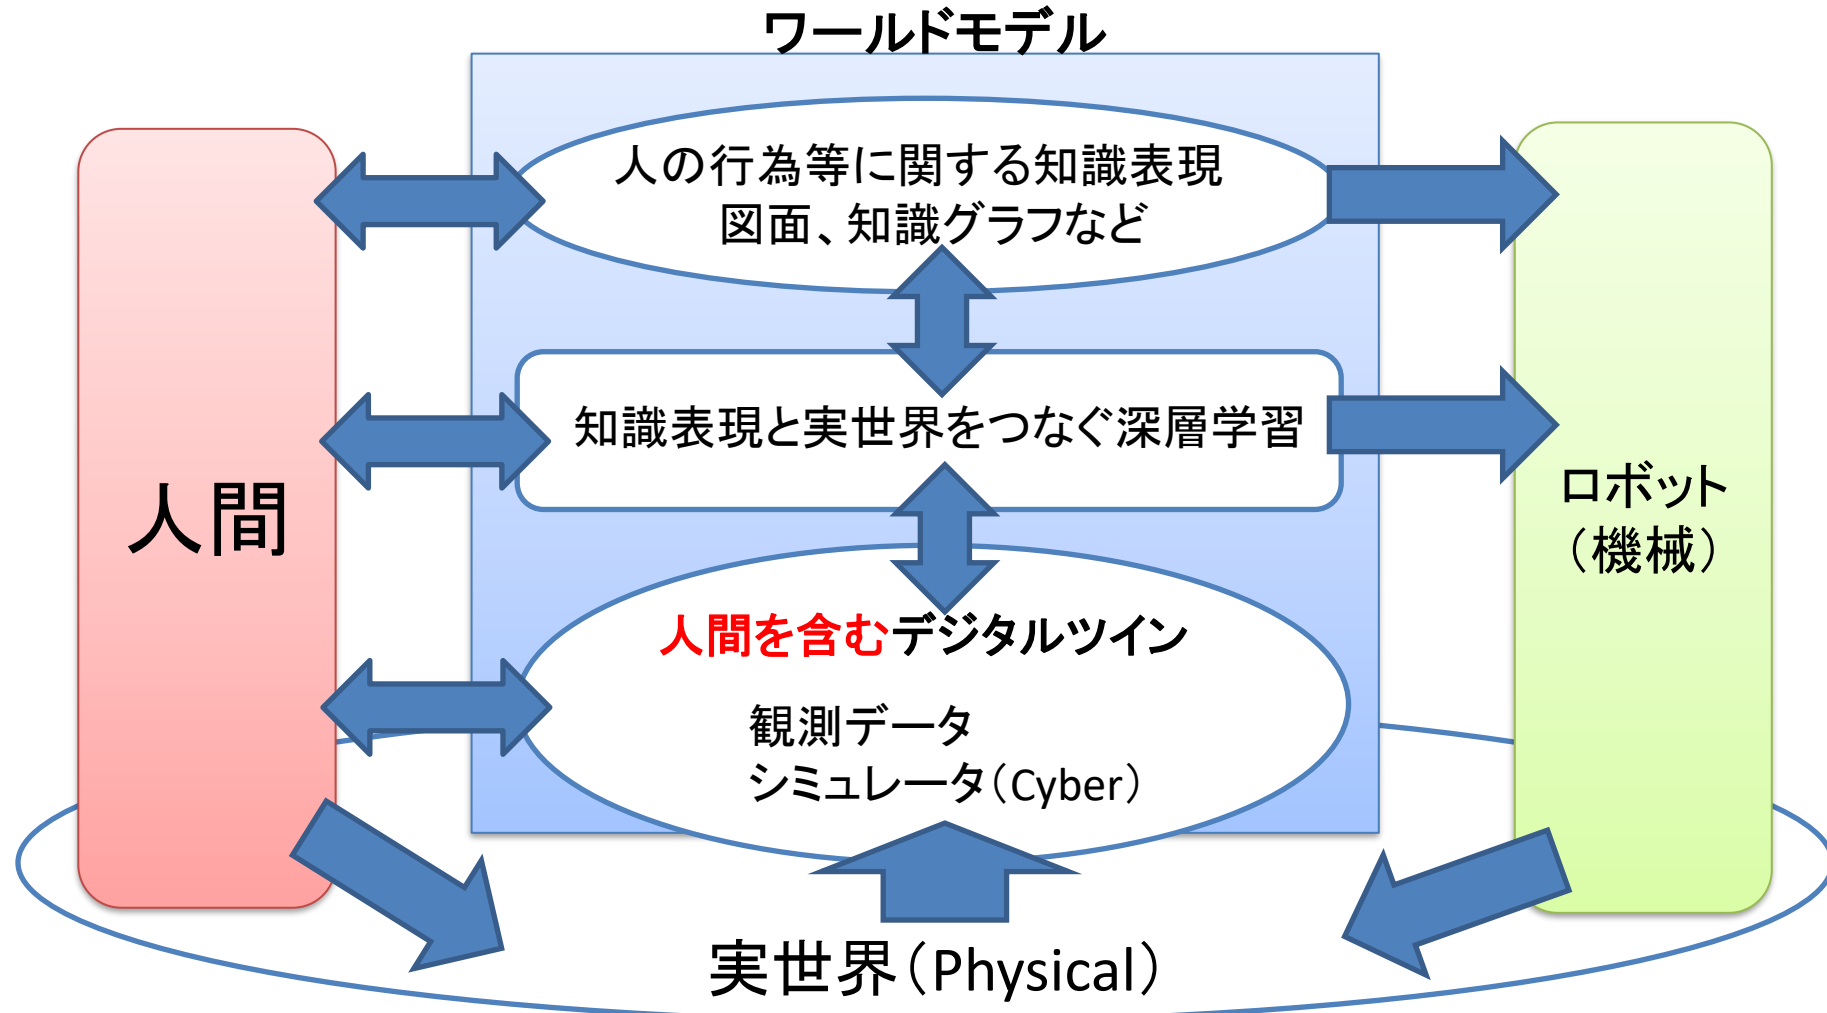 ワールドモデル
人の行為等に関する知識表現
図面、知識グラフなど
知識表現と実世界をつなぐ深層学習
人間
ロボット
（機械）
人間を含むデジタルツイン
観測データ
シミュレータ（Cyber）
実世界（Physical）